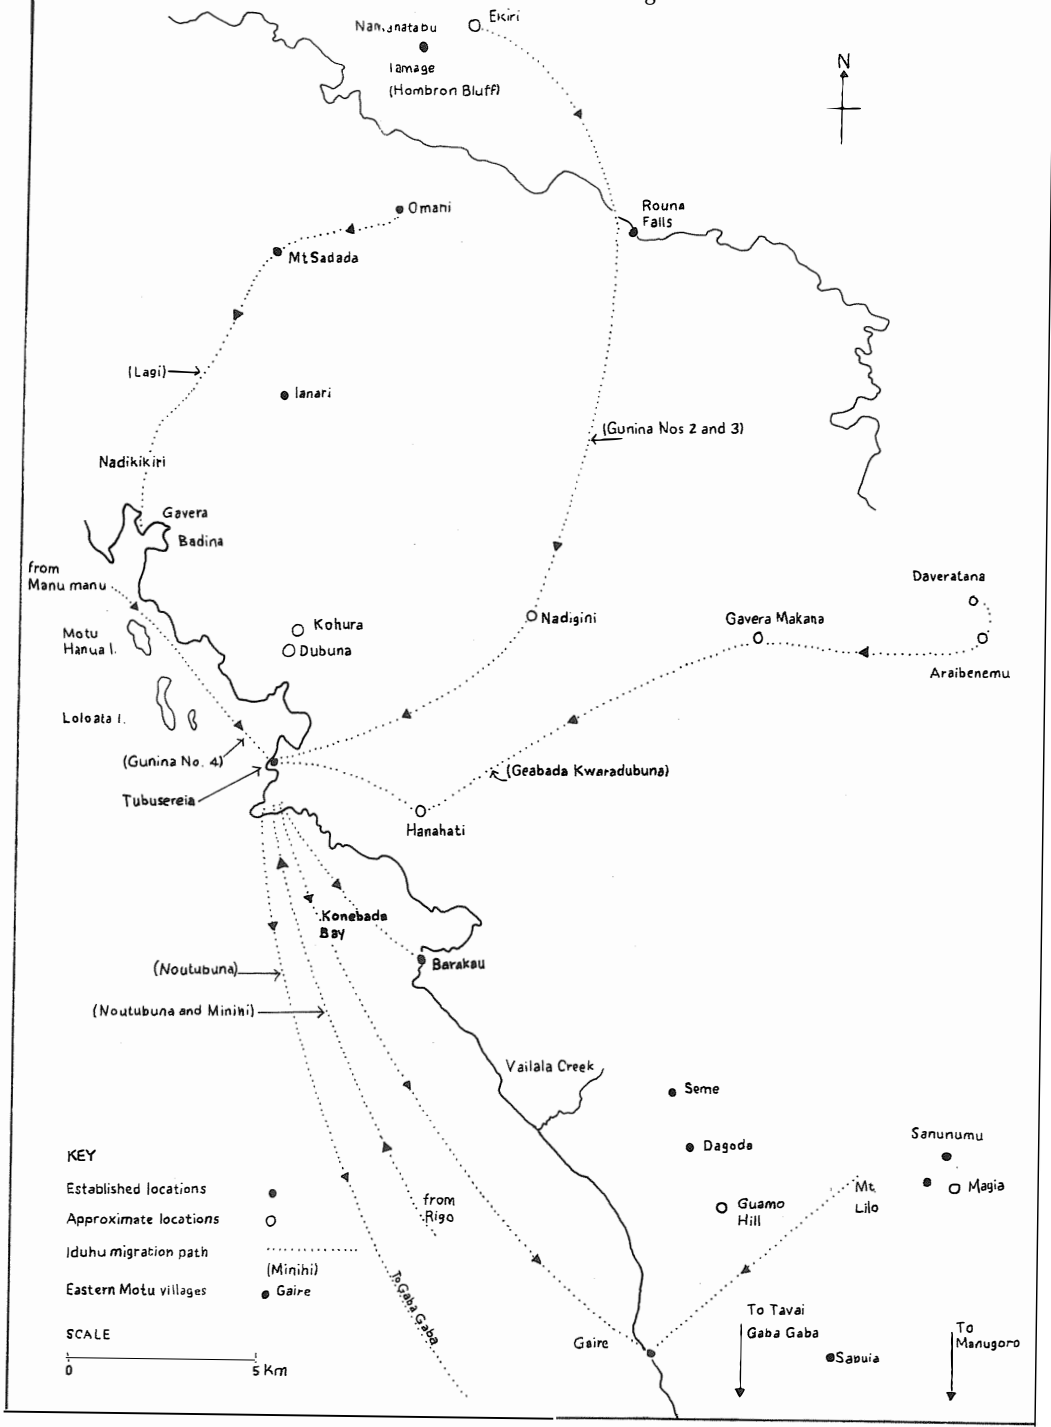 Ekiri
Iamage
(Hombron Bluff)
N
Omani
Rouna
Falls
Mt Sadada
(Lagi)
Ianari
(Gunina Nos 2 and 3)
Nadikikiri
Gavera
Badina
from
Manu manu
Daveratana
Motu
Hanua I.
Kohura
Dubuna
Nadigini
Gavera Makana
Araibenemu
Loloata I.
(Gunina No. 4)
(Geabada Kwaradubuna)
Tubusereia
Hanahati
Konebada
Bay
Barakau
(Noutubuna)
(Noutubuna and Minihi)
Vailala Creek
Seme
Dagoda
Sanunumu
Magia
Mt
Lilo
Guamo
Hill
from
Rigo
KEY
Established locations
Approximate locations
Iduhu migration path
(Minihi)
Eastern Motu villages
Gaire
To Gaba Gaba
SCALE
0
5 Km
Gaire
To Tavai
Gaba Gaba
Sabuia
To
Manugoro